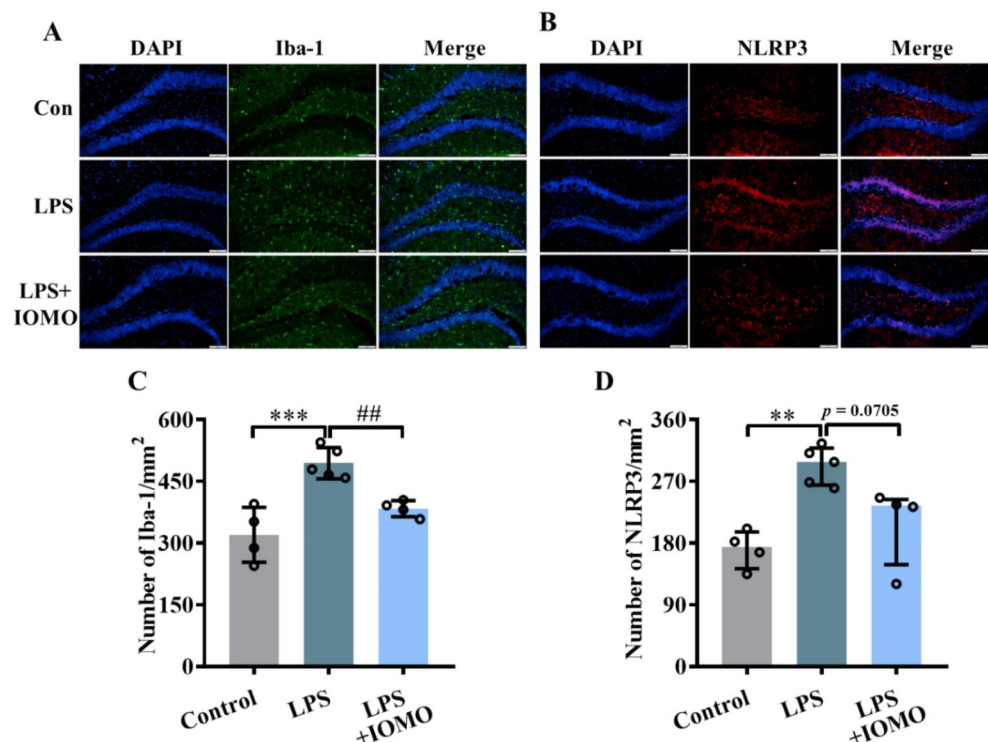 A
B
DAPI Iba-1 Merge
DAPI NLRP3 Merge
Con
LPS
LPS+
IOMO
C
D
Number of Iba-1/mm²
600
450
300
150
0
*** ##
Control
LPS
LPS
+IOMO
Number of NLRP3/mm²
360
270
180
90
0
** p = 0.0705
Control
LPS
LPS
+IOMO